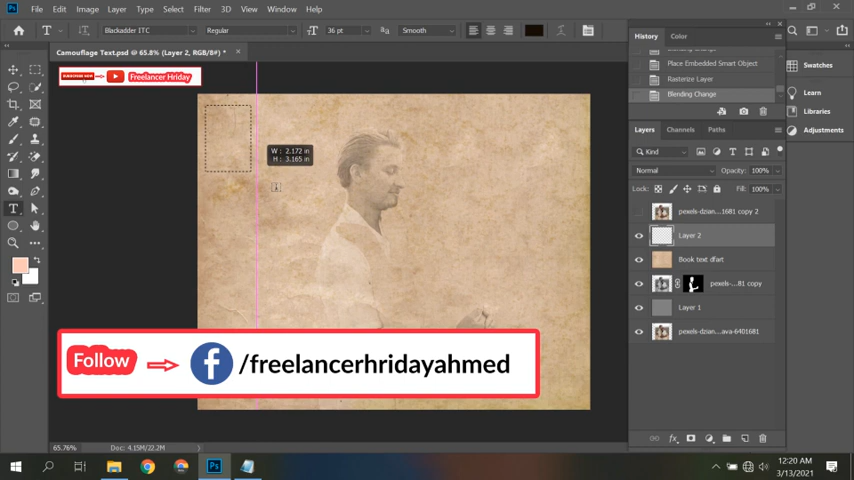 File Edit Image Layer Type Select Filter 3D View Window Help
Blackadder ITC Regular 36 pt Smooth
Camouflage Text.psd @ 65.8% (Layer 2, RGB/8#) *
SUBSCRIBE NOW Freelancer Hriday
W : 2.172 in
H : 3.165 in
Follow /freelancerhridayahmed
65.76% Doc: 4.15M/22.2M
History Color
Blending Change
Place Embedded Smart Object
Rasterize Layer
Blending Change
Layers Channels Paths
Kind
Normal Opacity: 100%
Lock: Fill: 100%
pexels-dzian...1681 copy 2
Layer 2
Book text dfart
pexels-...81 copy
Layer 1
pexels-dzian...ava-6401681
Swatches
Learn
Libraries
Adjustments
12:20 AM
3/13/2021